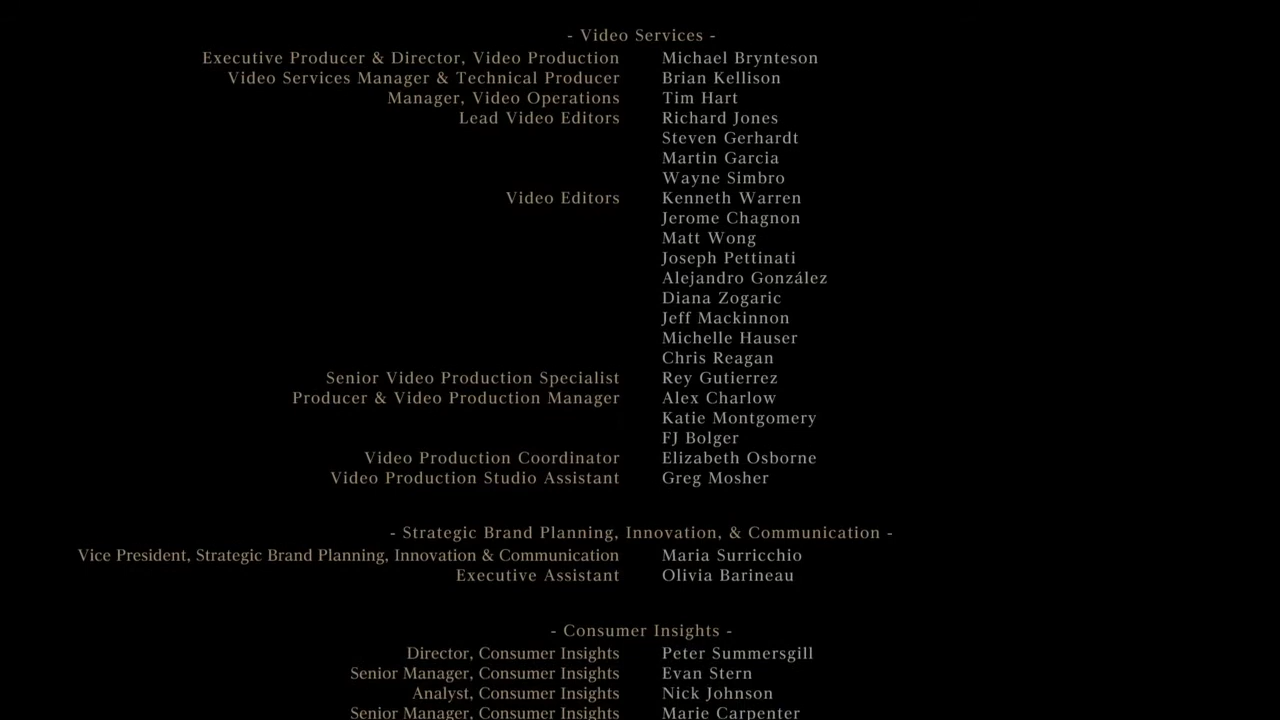 - Video Services -
Executive Producer & Director, Video Production Michael Brynteson
Video Services Manager & Technical Producer Brian Kellison
Manager, Video Operations Tim Hart
Lead Video Editors Richard Jones
Steven Gerhardt
Martin Garcia
Wayne Simbro
Video Editors Kenneth Warren
Jerome Chagnon
Matt Wong
Joseph Pettinati
Alejandro González
Diana Zogaric
Jeff Mackinnon
Michelle Hauser
Chris Reagan
Senior Video Production Specialist Rey Gutierrez
Producer & Video Production Manager Alex Charlow
Katie Montgomery
FJ Bolger
Video Production Coordinator Elizabeth Osborne
Video Production Studio Assistant Greg Mosher
- Strategic Brand Planning, Innovation, & Communication -
Vice President, Strategic Brand Planning, Innovation & Communication Maria Surricchio
Executive Assistant Olivia Barineau
- Consumer Insights -
Director, Consumer Insights Peter Summersgill
Senior Manager, Consumer Insights Evan Stern
Analyst, Consumer Insights Nick Johnson
Senior Manager, Consumer Insights Marie Carpenter